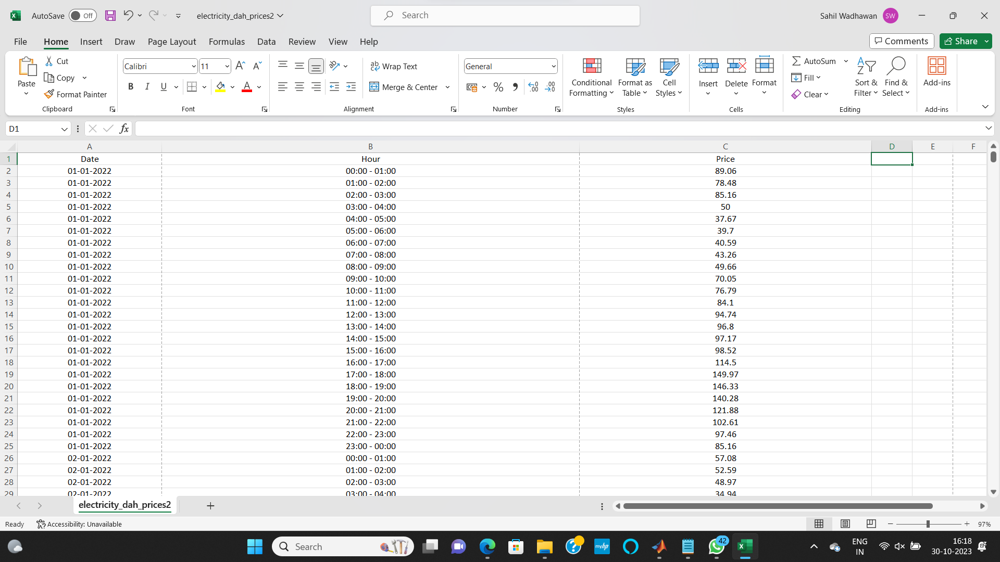 AutoSave Off electricity_dah_prices2 Search Sahil Wadhawan SW
File Home Insert Draw Page Layout Formulas Data Review View Help Comments Share
Paste Cut Copy Format Painter Clipboard
Calibri 11 B I U A Font
Wrap Text Merge & Center Alignment
General % Number
Conditional Formatting Format as Table Cell Styles Styles
Insert Delete Format Cells
AutoSum Fill Clear Sort & Filter Find & Select Editing
Add-ins Add-ins
D1 fx
A B C D E F
1 Date Hour Price
2 01-01-2022 00:00 - 01:00 89.06
3 01-01-2022 01:00 - 02:00 78.48
4 01-01-2022 02:00 - 03:00 85.16
5 01-01-2022 03:00 - 04:00 50
6 01-01-2022 04:00 - 05:00 37.67
7 01-01-2022 05:00 - 06:00 39.7
8 01-01-2022 06:00 - 07:00 40.59
9 01-01-2022 07:00 - 08:00 43.26
10 01-01-2022 08:00 - 09:00 49.66
11 01-01-2022 09:00 - 10:00 70.05
12 01-01-2022 10:00 - 11:00 76.79
13 01-01-2022 11:00 - 12:00 84.1
14 01-01-2022 12:00 - 13:00 94.74
15 01-01-2022 13:00 - 14:00 96.8
16 01-01-2022 14:00 - 15:00 97.17
17 01-01-2022 15:00 - 16:00 98.52
18 01-01-2022 16:00 - 17:00 114.5
19 01-01-2022 17:00 - 18:00 149.97
20 01-01-2022 18:00 - 19:00 146.33
21 01-01-2022 19:00 - 20:00 140.28
22 01-01-2022 20:00 - 21:00 121.88
23 01-01-2022 21:00 - 22:00 102.61
24 01-01-2022 22:00 - 23:00 97.46
25 01-01-2022 23:00 - 00:00 85.16
26 02-01-2022 00:00 - 01:00 57.08
27 02-01-2022 01:00 - 02:00 52.59
28 02-01-2022 02:00 - 03:00 48.97
29 02-01-2022 03:00 - 04:00 34.94
electricity_dah_prices2
Ready Accessibility: Unavailable 97%
Search myhp 42 ENG IN 16:18 30-10-2023